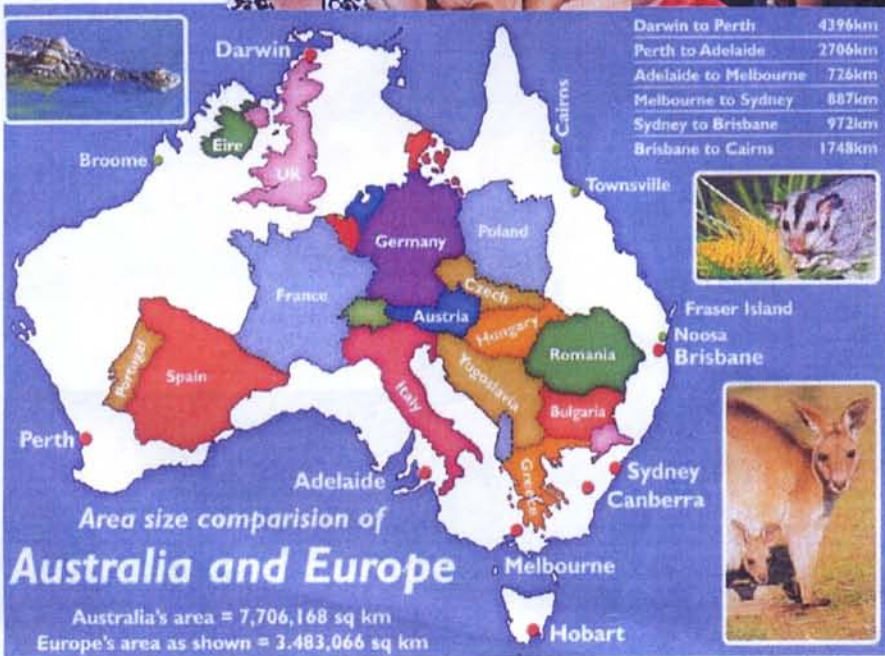 Darwin to Perth 4396km
Perth to Adelaide 2706km
Adelaide to Melbourne 726km
Melbourne to Sydney 887km
Sydney to Brisbane 972km
Brisbane to Cairns 1748km
Darwin
Cairns
Eire
Broome
UK
Townsville
Germany
Poland
France
Czech
Austria
Hungary
Fraser Island
Noosa
Brisbane
Romania
Portugal
Spain
Italy
Yugoslavia
Bulgaria
Perth
Adelaide
Greece
Sydney
Canberra
Area size comparision of
Australia and Europe
Melbourne
Australia's area = 7,706,168 sq km
Europe's area as shown = 3.483,066 sq km
Hobart